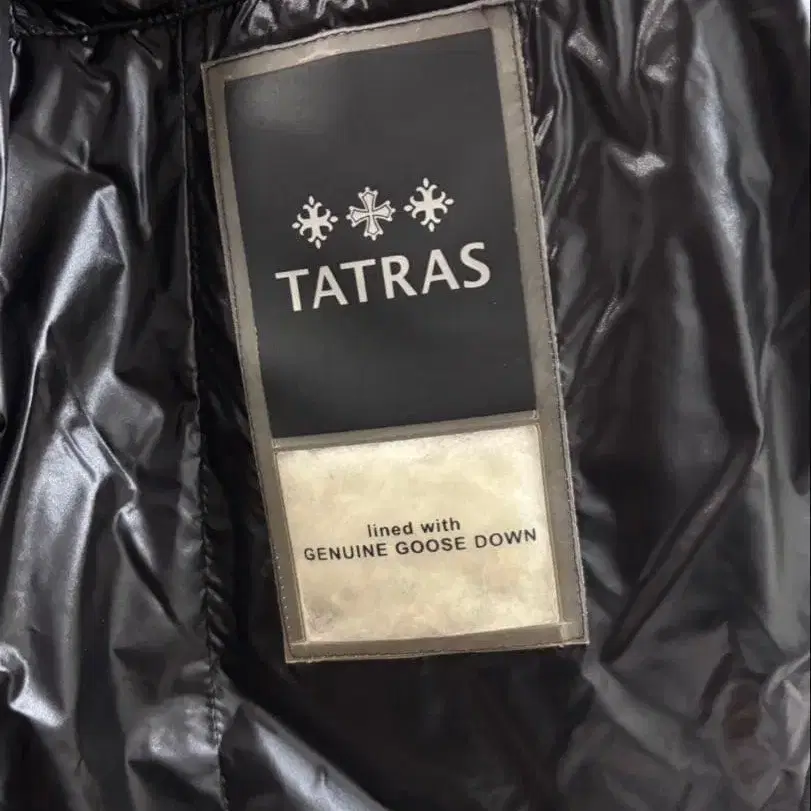 TATRAS
lined with
GENUINE GOOSE DOWN